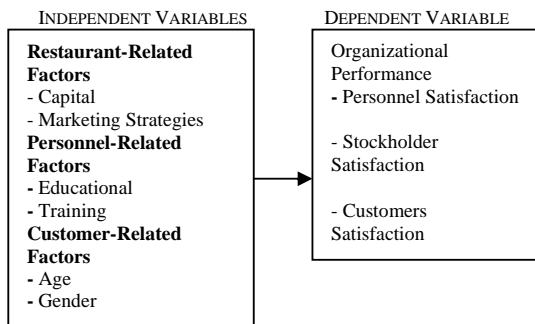 INDEPENDENT VARIABLES
Restaurant-Related
Factors
- Capital
- Marketing Strategies
Personnel-Related
Factors
- Educational
- Training
Customer-Related
Factors
- Age
- Gender
DEPENDENT VARIABLE
Organizational
Performance
- Personnel Satisfaction
- Stockholder
Satisfaction
- Customers
Satisfaction